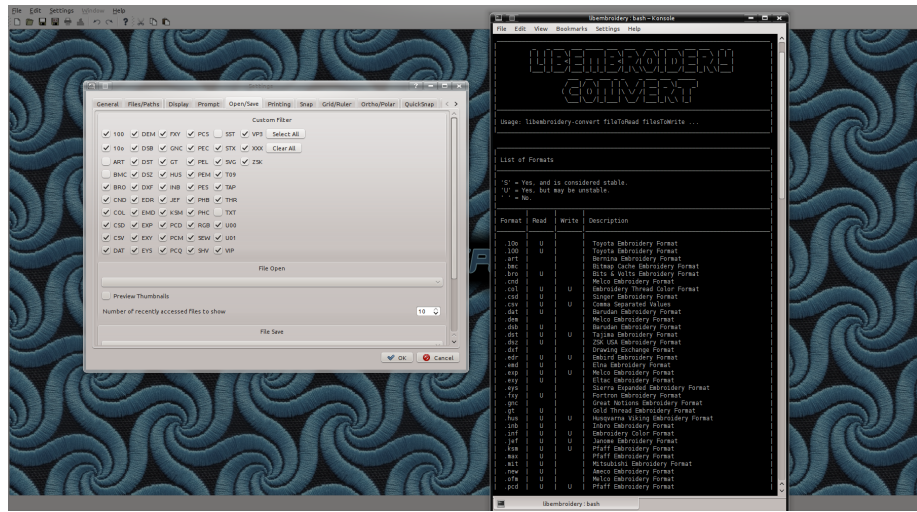 File Edit Settings Window Help
General Files/Paths Display Prompt Open/Save Printing Snap Grid/Ruler Ortho/Polar QuickSnap
Custom Filter
100 DEM FXY PCS SST VP3 Select All
10o DSB GNC PEC STX XXX Clear All
ART DST GT PEL SVG ZSK
BMC DSZ HUS PEM T09
BRO DXF INB PES TAP
CND EDR JEF PHB THR
COL EMD KSM PHC TXT
CSD EXP PCD RGB U00
CSV EXY PCM SEW U01
DAT EYS PCQ SHV VIP
File Open
Preview Thumbnails
Number of recently accessed files to show 10
File Save
OK Cancel
libembroidery : bash – Konsole
File Edit View Bookmarks Settings Help
LIBEMBROIDERY
CONVERT
Usage: libembroidery-convert fileToRead filesToWrite ...
List of Formats
'S' = Yes, and is considered stable.
'U' = Yes, but may be unstable.
' ' = No.
Format | Read | Write | Description
.10o | U | | Toyota Embroidery Format
.100 | U | | Toyota Embroidery Format
.art | | | Bernina Embroidery Format
.bmc | | | Bitmap Cache Embroidery Format
.bro | U | | Bits & Volts Embroidery Format
.cnd | | | Melco Embroidery Format
.col | U | U | Embroidery Thread Color Format
.csd | U | | Singer Embroidery Format
.csv | U | U | Comma Separated Values
.dat | U | | Barudan Embroidery Format
.dem | | | Melco Embroidery Format
.dsb | U | | Barudan Embroidery Format
.dst | U | U | Tajima Embroidery Format
.dsz | U | | ZSK USA Embroidery Format
.dxf | | | Drawing Exchange Format
.edr | U | U | Embird Embroidery Format
.emd | U | | Elna Embroidery Format
.exp | U | U | Melco Embroidery Format
.exy | U | | Eltac Embroidery Format
.eys | | | Sierra Expanded Embroidery Format
.fxy | U | | Fortron Embroidery Format
.gnc | | | Great Notions Embroidery Format
.gt | U | | Gold Thread Embroidery Format
.hus | U | U | Husqvarna Viking Embroidery Format
.inb | U | | Inbro Embroidery Format
.inf | U | U | Embroidery Color Format
.jef | U | U | Janome Embroidery Format
.ksm | U | U | Pfaff Embroidery Format
.max | U | | Pfaff Embroidery Format
.mit | U | | Mitsubishi Embroidery Format
.new | U | | Ameco Embroidery Format
.ofm | U | | Melco Embroidery Format
.pcd | U | U | Pfaff Embroidery Format
libembroidery : bash